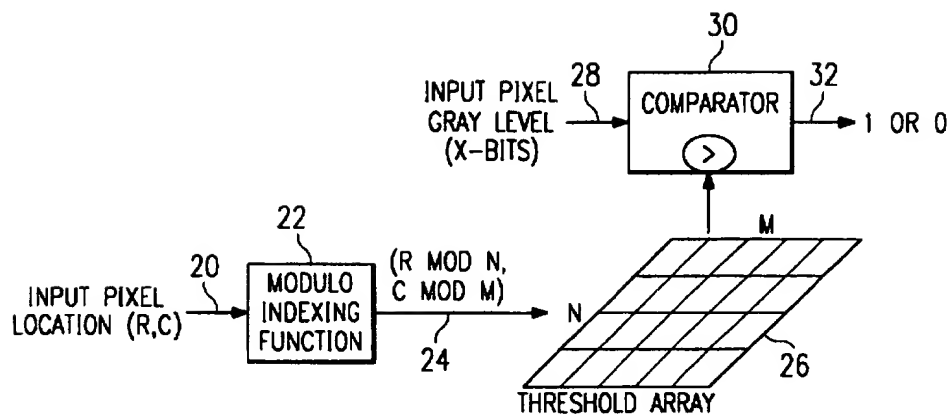 30
INPUT PIXEL
GRAY LEVEL
(X-BITS)
28
COMPARATOR
>
32
1 OR 0
INPUT PIXEL
LOCATION (R,C)
20
22
MODULO
INDEXING
FUNCTION
(R MOD N,
C MOD M)
24
M
N
26
THRESHOLD ARRAY